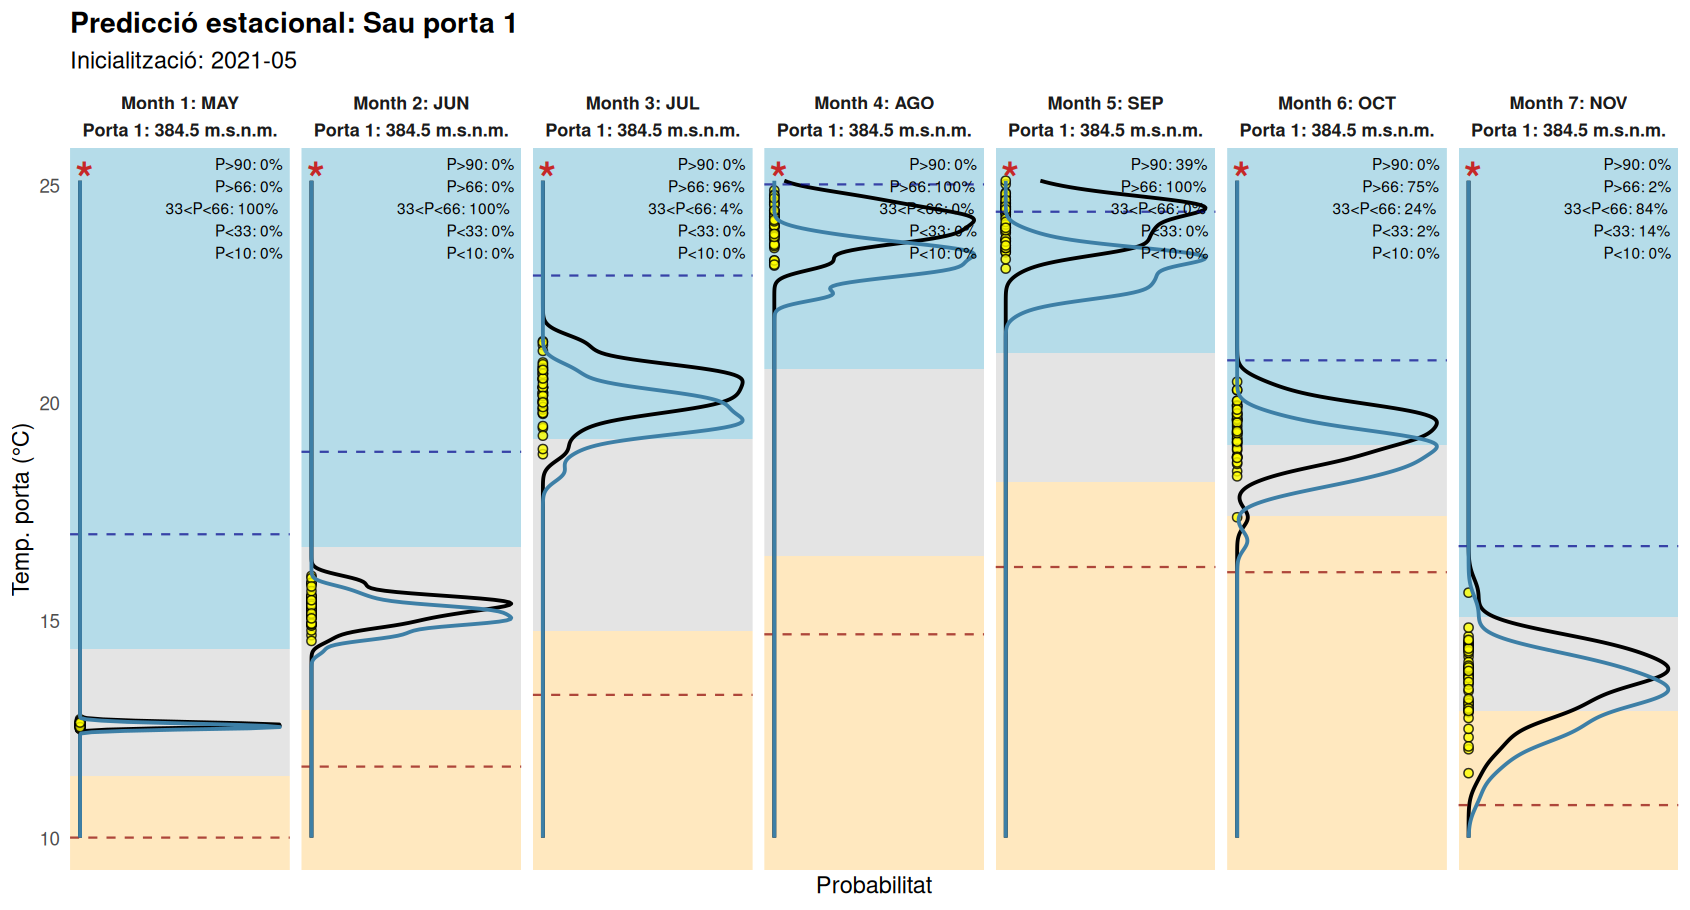 Predicció estacional: Sau porta 1
Inicialització: 2021-05
Month 1: MAY
Porta 1: 384.5 m.s.n.m.
Month 2: JUN
Porta 1: 384.5 m.s.n.m.
Month 3: JUL
Porta 1: 384.5 m.s.n.m.
Month 4: AGO
Porta 1: 384.5 m.s.n.m.
Month 5: SEP
Porta 1: 384.5 m.s.n.m.
Month 6: OCT
Porta 1: 384.5 m.s.n.m.
Month 7: NOV
Porta 1: 384.5 m.s.n.m.
Temp. porta (°C)
25
20
15
10
*
P>90: 0%
P>66: 0%
33<P<66: 100%
P<33: 0%
P<10: 0%
*
P>90: 0%
P>66: 0%
33<P<66: 100%
P<33: 0%
P<10: 0%
*
P>90: 0%
P>66: 96%
33<P<66: 4%
P<33: 0%
P<10: 0%
*
P>90: 0%
P>66: 100%
33<P<66: 0%
P<33: 0%
P<10: 0%
*
P>90: 39%
P>66: 100%
33<P<66: 0%
P<33: 0%
P<10: 0%
*
P>90: 0%
P>66: 75%
33<P<66: 24%
P<33: 2%
P<10: 0%
*
P>90: 0%
P>66: 2%
33<P<66: 84%
P<33: 14%
P<10: 0%
Probabilitat